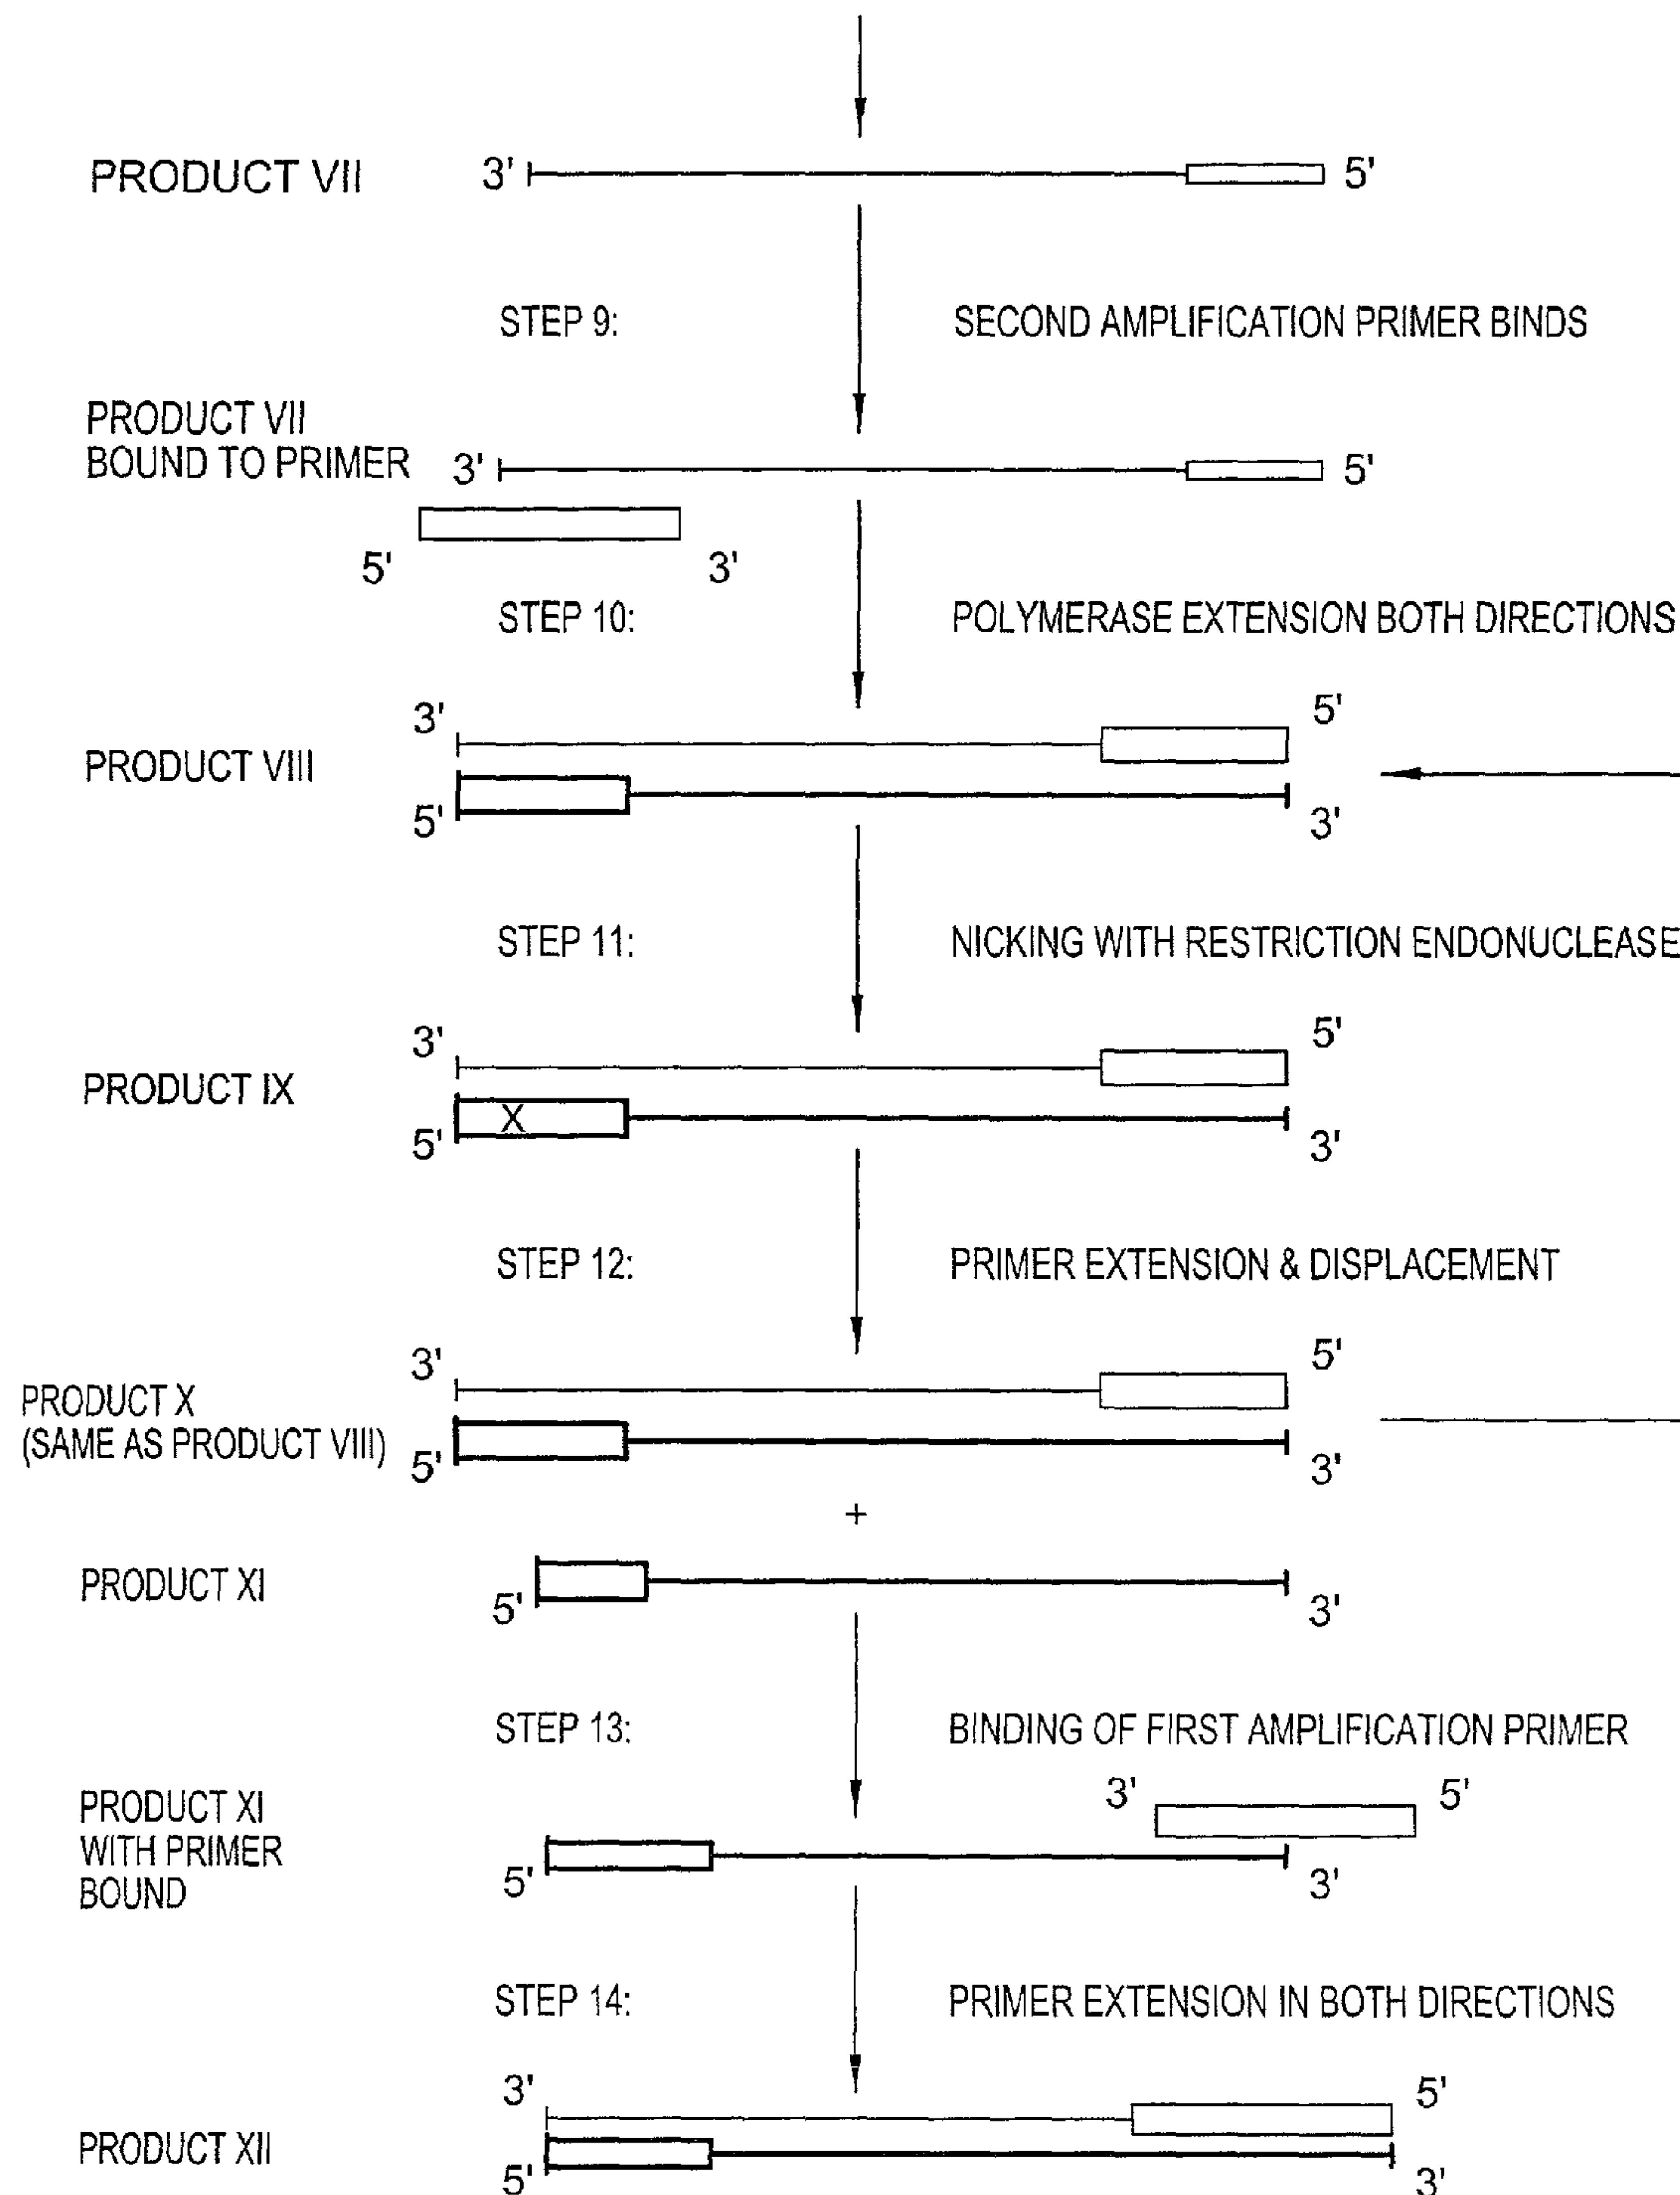 PRODUCT VII 3' 5'
STEP 9: SECOND AMPLIFICATION PRIMER BINDS
PRODUCT VII
BOUND TO PRIMER 3' 5'
5' 3'
STEP 10: POLYMERASE EXTENSION BOTH DIRECTIONS
3' 5'
PRODUCT VIII
5' 3'
STEP 11: NICKING WITH RESTRICTION ENDONUCLEASE
3' 5'
PRODUCT IX
X
5' 3'
STEP 12: PRIMER EXTENSION & DISPLACEMENT
3' 5'
PRODUCT X
(SAME AS PRODUCT VIII)
5' 3'
+
PRODUCT XI
5' 3'
STEP 13: BINDING OF FIRST AMPLIFICATION PRIMER
3' 5'
PRODUCT XI
WITH PRIMER
BOUND
5' 3'
STEP 14: PRIMER EXTENSION IN BOTH DIRECTIONS
3' 5'
PRODUCT XII
5' 3'